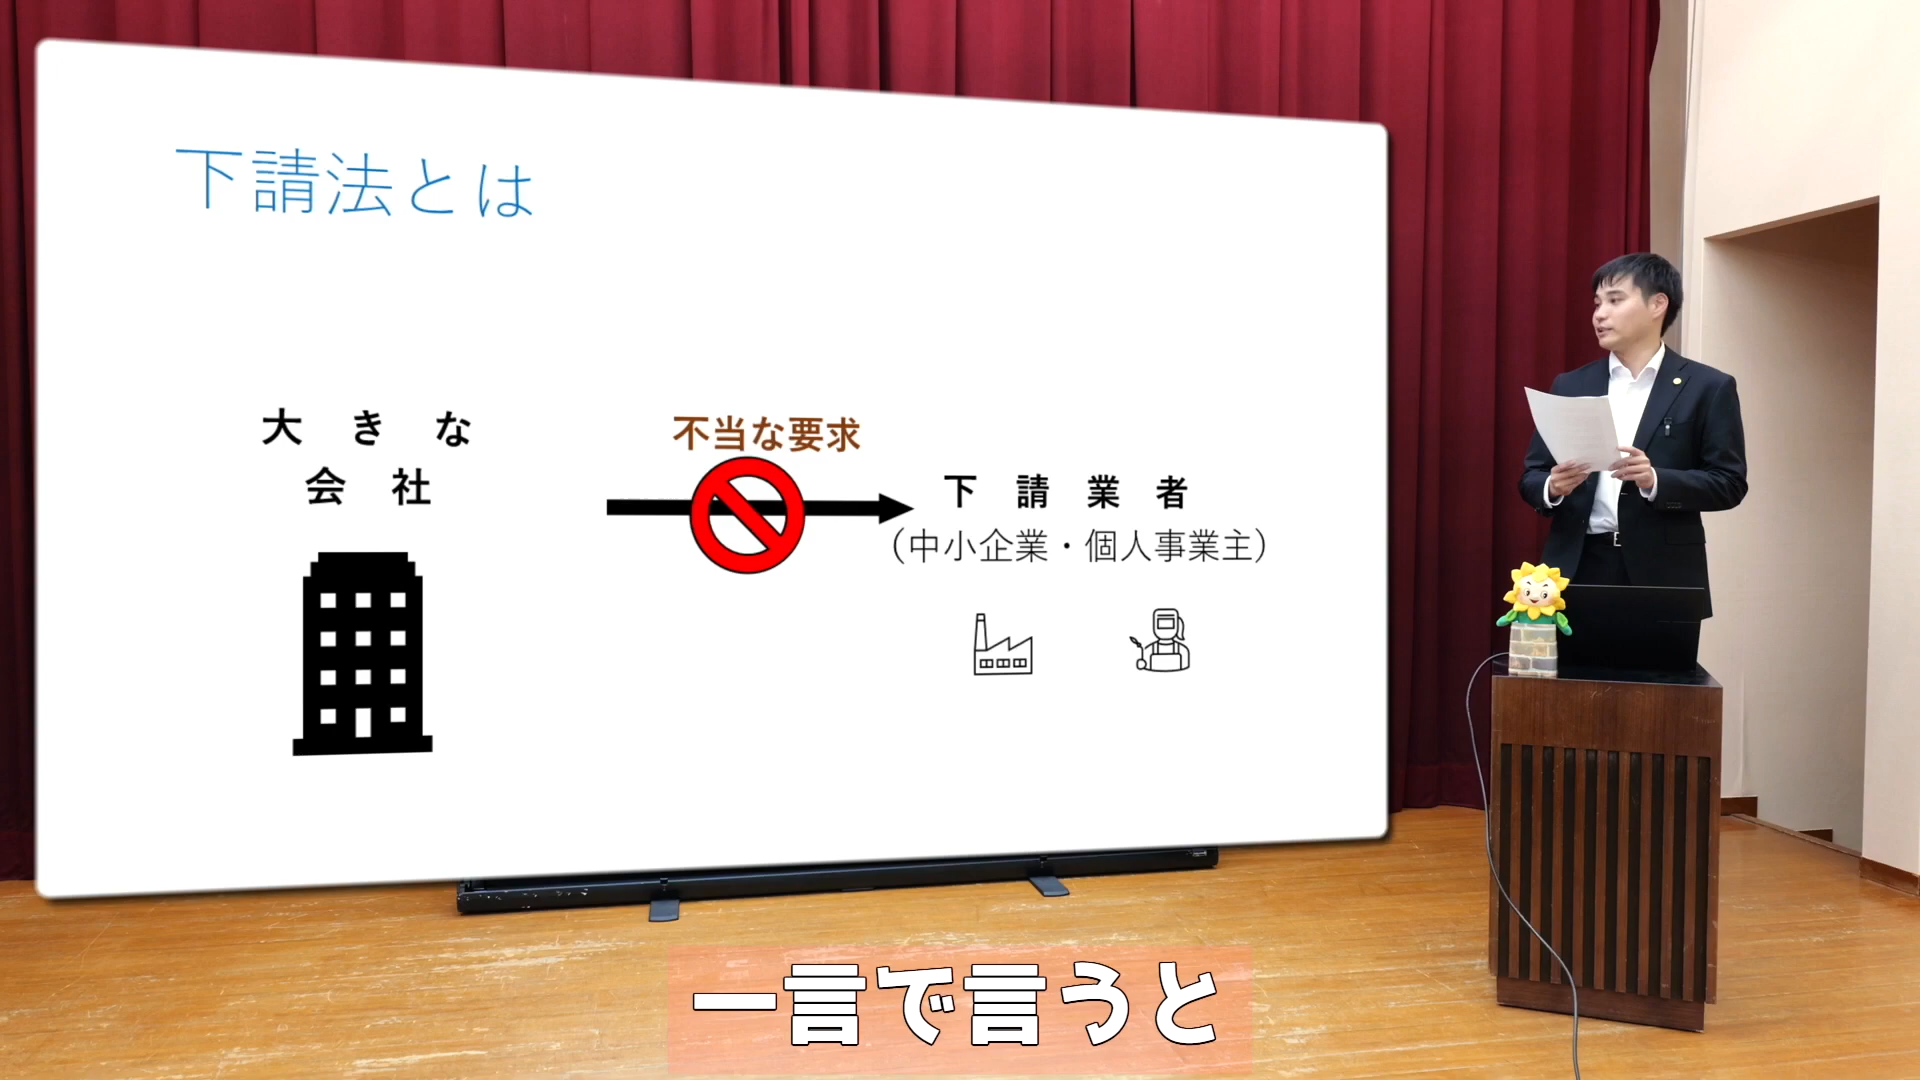 下請法とは
大きな
会社
不当な要求
下請業者
（中小企業・個人事業主）
一言で言うと